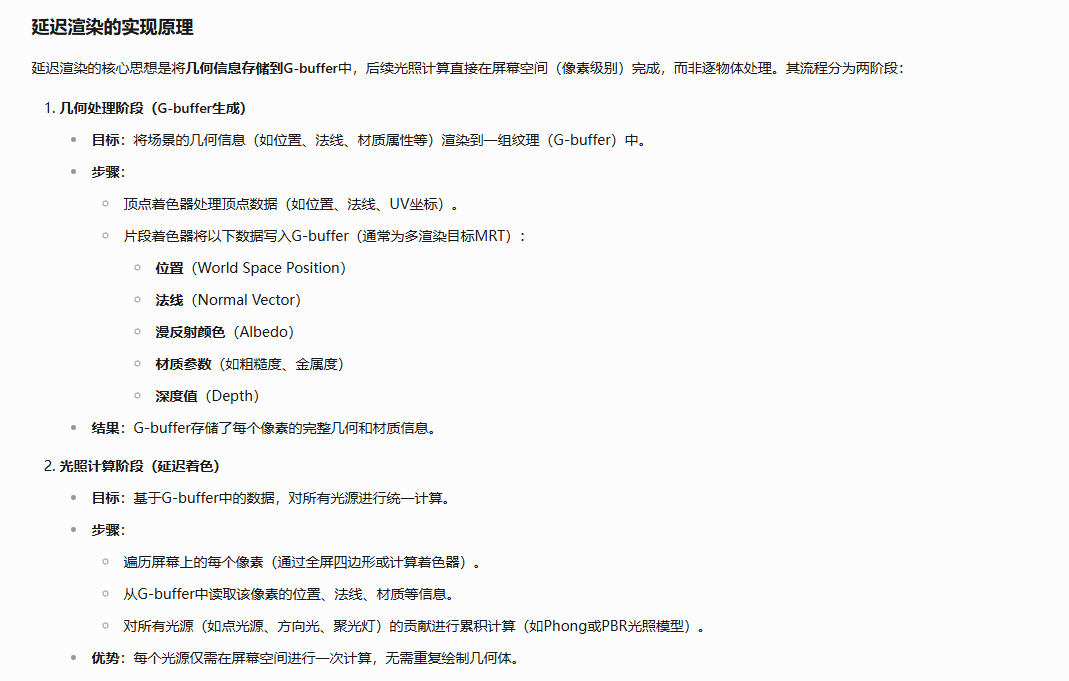 延迟渲染的实现原理
延迟渲染的核心思想是将几何信息存储到G-buffer中，后续光照计算直接在屏幕空间（像素级别）完成，而非逐物体处理。其流程分为两阶段：
1. 几何处理阶段（G-buffer生成）
目标：将场景的几何信息（如位置、法线、材质属性等）渲染到一组纹理（G-buffer）中。
步骤：
顶点着色器处理顶点数据（如位置、法线、UV坐标）。
片段着色器将以下数据写入G-buffer（通常为多渲染目标MRT）：
位置（World Space Position）
法线（Normal Vector）
漫反射颜色（Albedo）
材质参数（如粗糙度、金属度）
深度值（Depth）
结果：G-buffer存储了每个像素的完整几何和材质信息。
2. 光照计算阶段（延迟着色）
目标：基于G-buffer中的数据，对所有光源进行统一计算。
步骤：
遍历屏幕上的每个像素（通过全屏四边形或计算着色器）。
从G-buffer中读取该像素的位置、法线、材质等信息。
对所有光源（如点光源、方向光、聚光灯）的贡献进行累积计算（如Phong或PBR光照模型）。
优势：每个光源仅需在屏幕空间进行一次计算，无需重复绘制几何体。